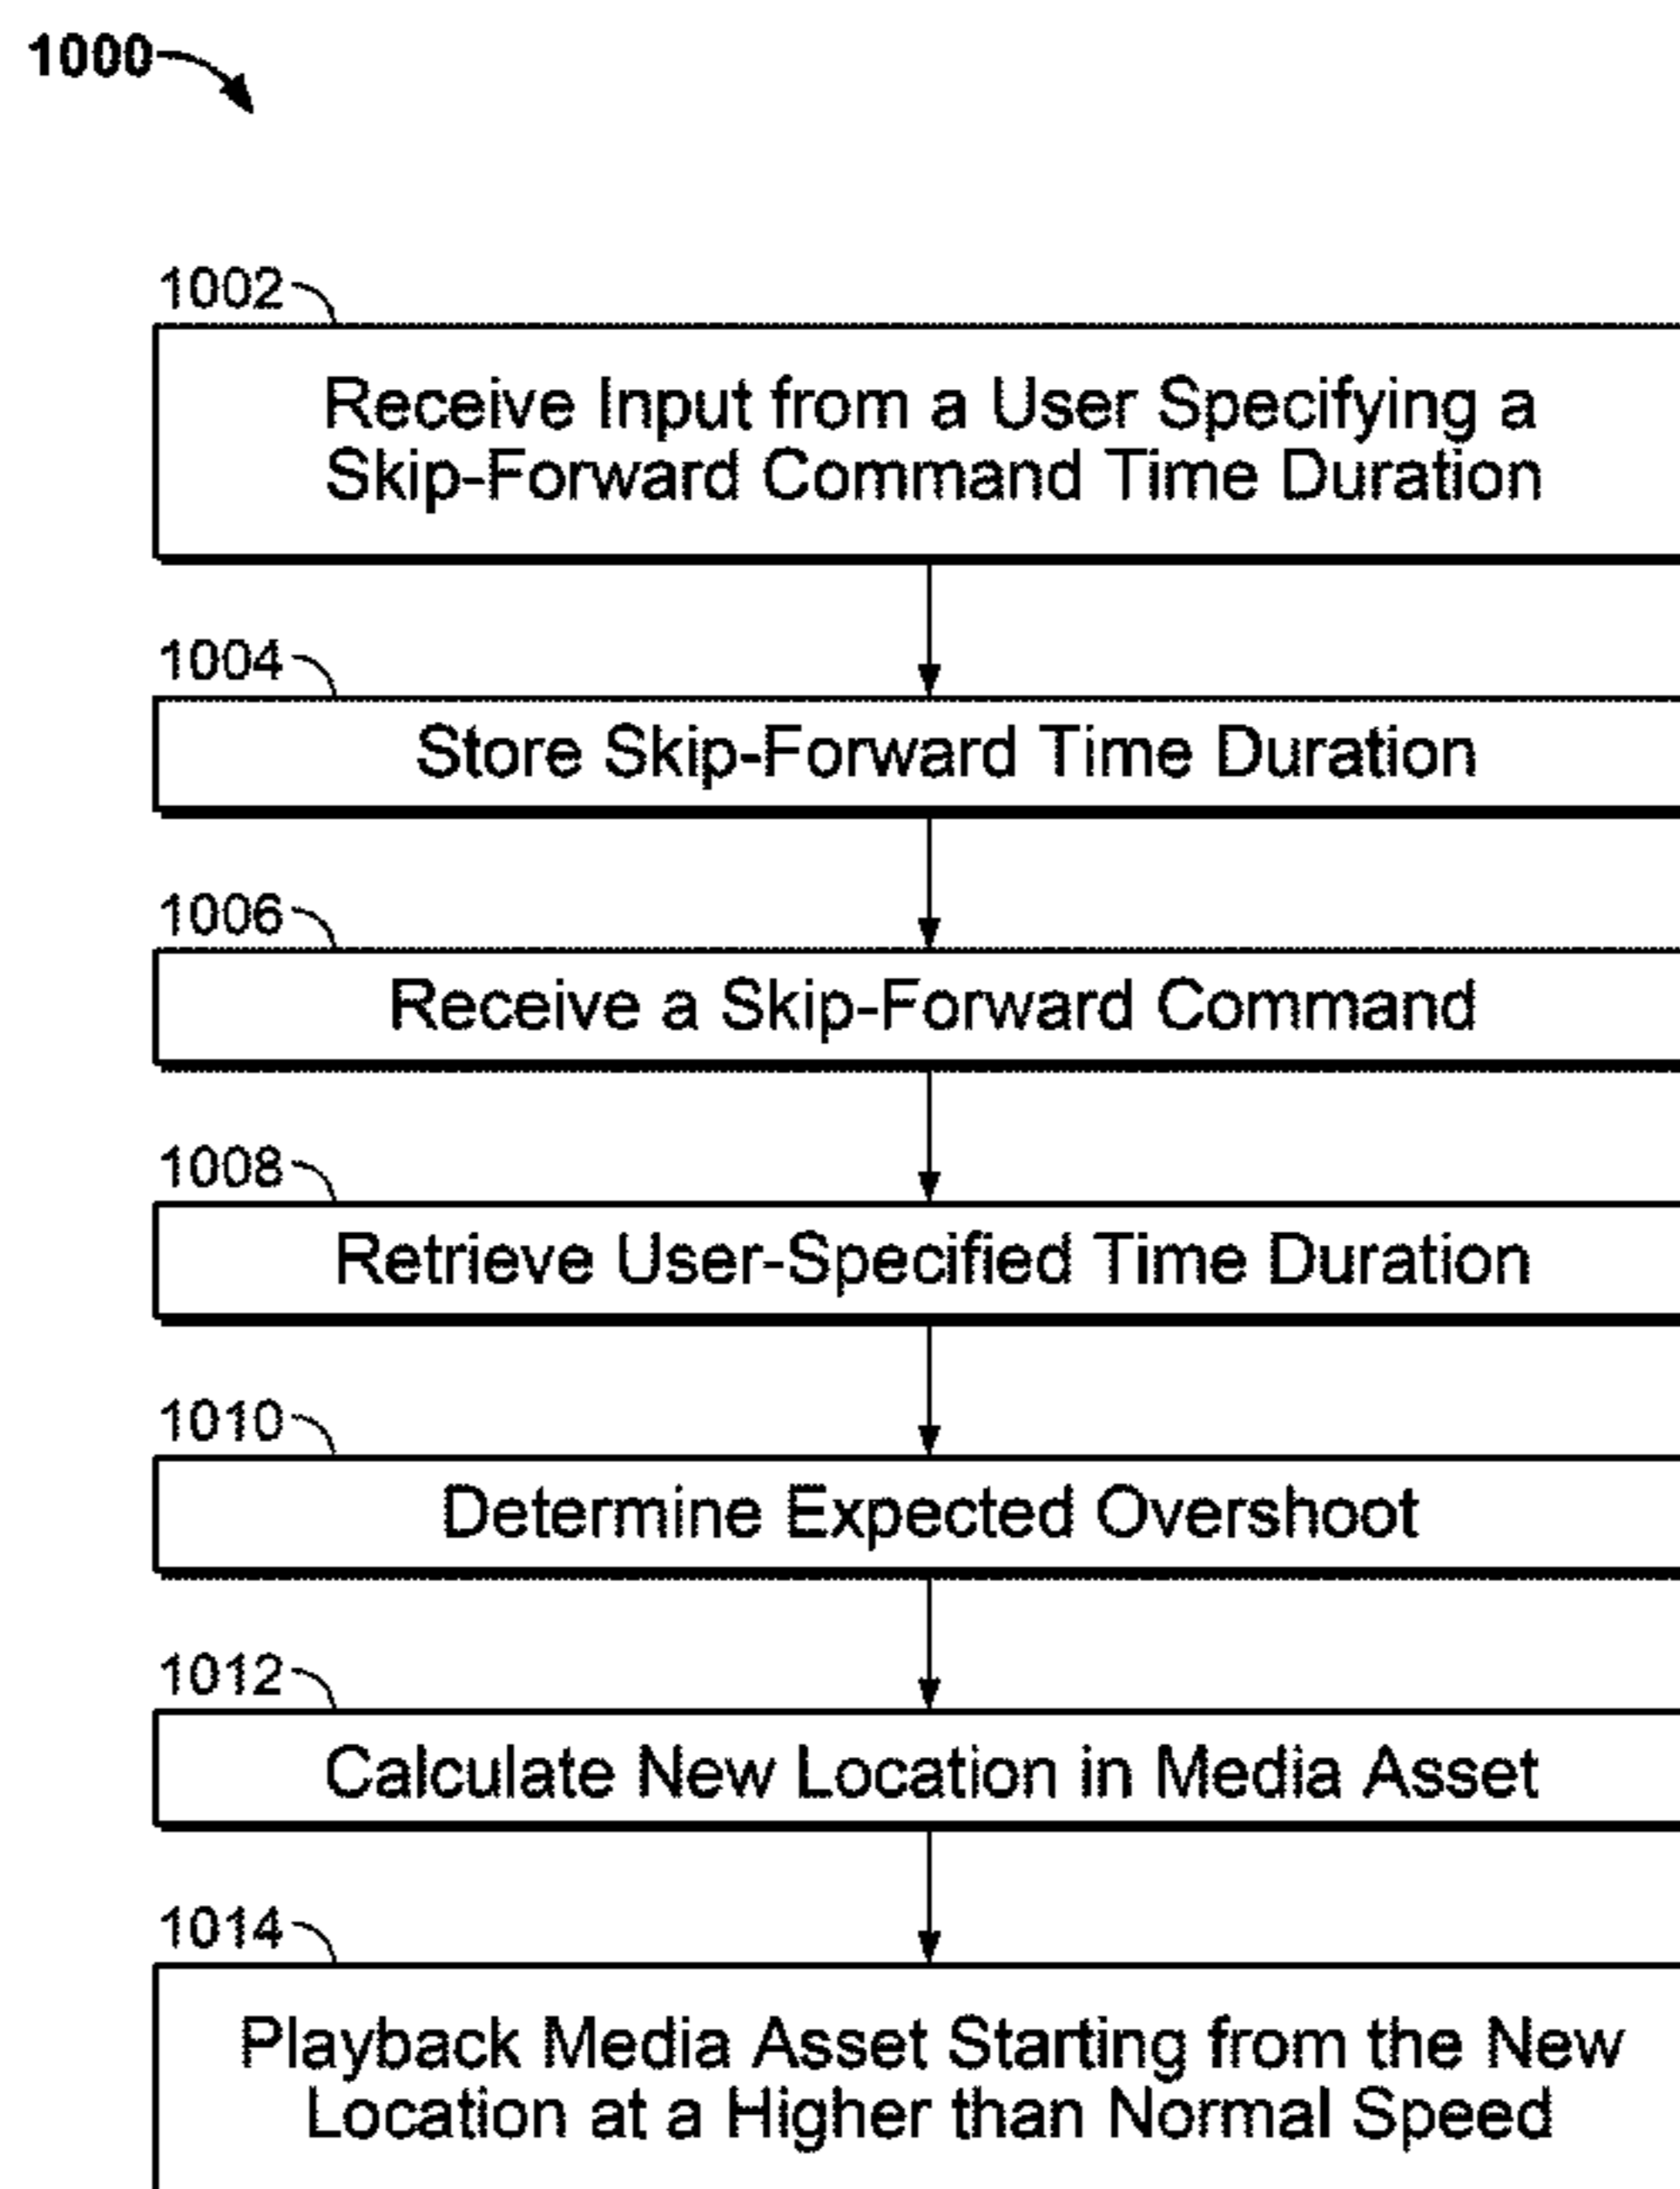 1000
1002
Receive Input from a User Specifying a
Skip-Forward Command Time Duration
1004
Store Skip-Forward Time Duration
1006
Receive a Skip-Forward Command
1008
Retrieve User-Specified Time Duration
1010
Determine Expected Overshoot
1012
Calculate New Location in Media Asset
1014
Playback Media Asset Starting from the New
Location at a Higher than Normal Speed